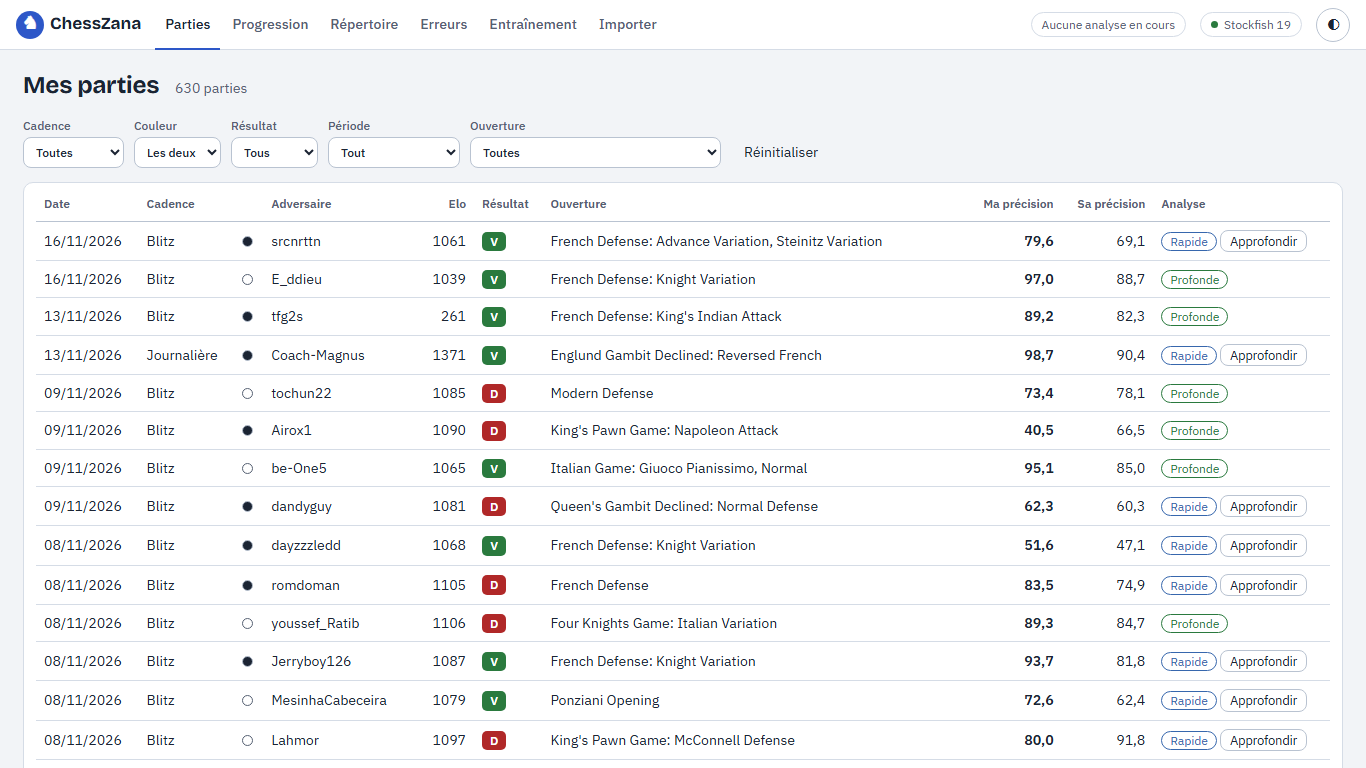 ChessZana Parties Progression Répertoire Erreurs Entraînement Importer Aucune analyse en cours Stockfish 19
Mes parties 630 parties
Cadence Couleur Résultat Période Ouverture
Toutes Les deux Tous Tout Toutes Réinitialiser
Date Cadence Adversaire Elo Résultat Ouverture Ma précision Sa précision Analyse
16/11/2026 Blitz srcnrttn 1061 V French Defense: Advance Variation, Steinitz Variation 79,6 69,1 Rapide Approfondir
16/11/2026 Blitz E_ddieu 1039 V French Defense: Knight Variation 97,0 88,7 Profonde
13/11/2026 Blitz tfg2s 261 V French Defense: King's Indian Attack 89,2 82,3 Profonde
13/11/2026 Journalière Coach-Magnus 1371 V Englund Gambit Declined: Reversed French 98,7 90,4 Rapide Approfondir
09/11/2026 Blitz tochun22 1085 D Modern Defense 73,4 78,1 Profonde
09/11/2026 Blitz Airox1 1090 D King's Pawn Game: Napoleon Attack 40,5 66,5 Profonde
09/11/2026 Blitz be-One5 1065 V Italian Game: Giuoco Pianissimo, Normal 95,1 85,0 Profonde
09/11/2026 Blitz dandyguy 1081 D Queen's Gambit Declined: Normal Defense 62,3 60,3 Rapide Approfondir
08/11/2026 Blitz dayzzzledd 1068 V French Defense: Knight Variation 51,6 47,1 Rapide Approfondir
08/11/2026 Blitz romdoman 1105 D French Defense 83,5 74,9 Rapide Approfondir
08/11/2026 Blitz youssef_Ratib 1106 D Four Knights Game: Italian Variation 89,3 84,7 Profonde
08/11/2026 Blitz Jerryboy126 1087 V French Defense: Knight Variation 93,7 81,8 Rapide Approfondir
08/11/2026 Blitz MesinhaCabeceira 1079 V Ponziani Opening 72,6 62,4 Rapide Approfondir
08/11/2026 Blitz Lahmor 1097 D King's Pawn Game: McConnell Defense 80,0 91,8 Rapide Approfondir